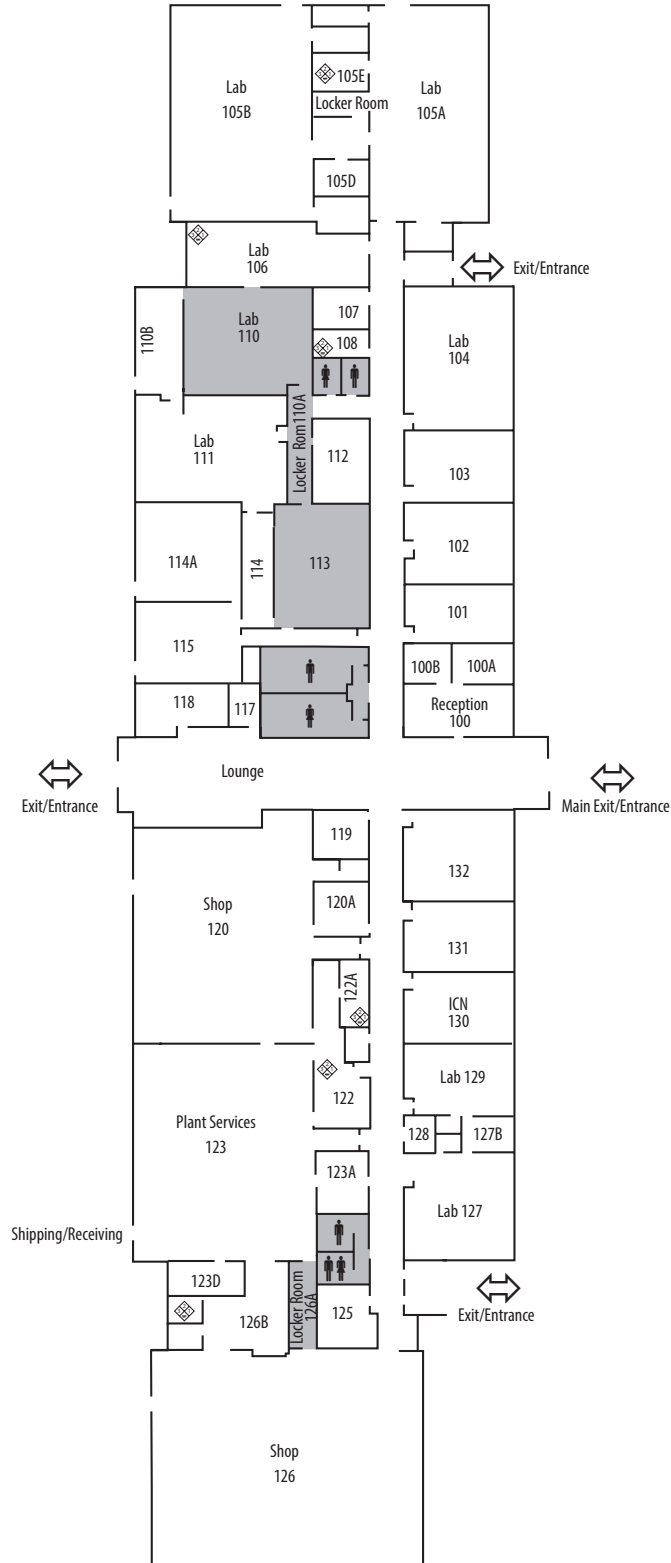 105E
Lab
105B
Lab
105A
Locker Room
105D
Lab
106
Exit/Entrance
107
110B
Lab
110
108
Lab
104
Locker Rom110A
Lab
111
112
103
114A
114
113
102
101
115
100B
100A
118
117
Reception
100
Lounge
Exit/Entrance
Main Exit/Entrance
119
132
Shop
120
120A
131
122A
ICN
130
Lab 129
122
Plant Services
123
128
127B
123A
Lab 127
Shipping/Receiving
123D
Locker Room
126A
126B
125
Exit/Entrance
Shop
126